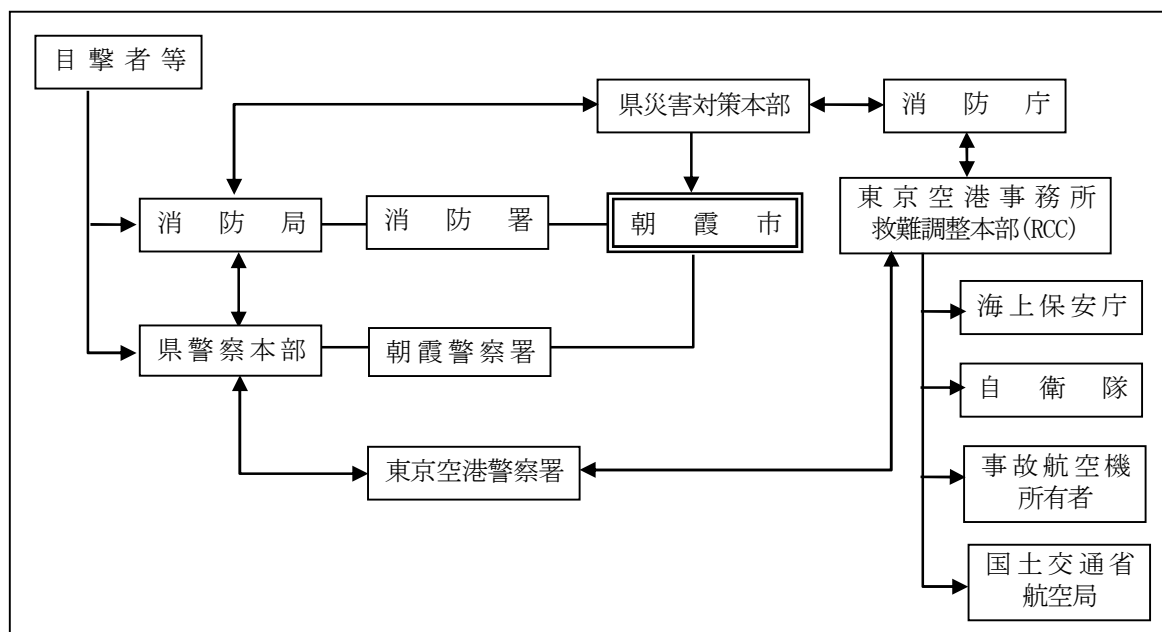 目撃者等
県災害対策本部
消防庁
消防局
消防署
朝霞市
東京空港事務所
救難調整本部(RCC)
海上保安庁
県警察本部
朝霞警察署
自衛隊
東京空港警察署
事故航空機
所有者
国土交通省
航空局